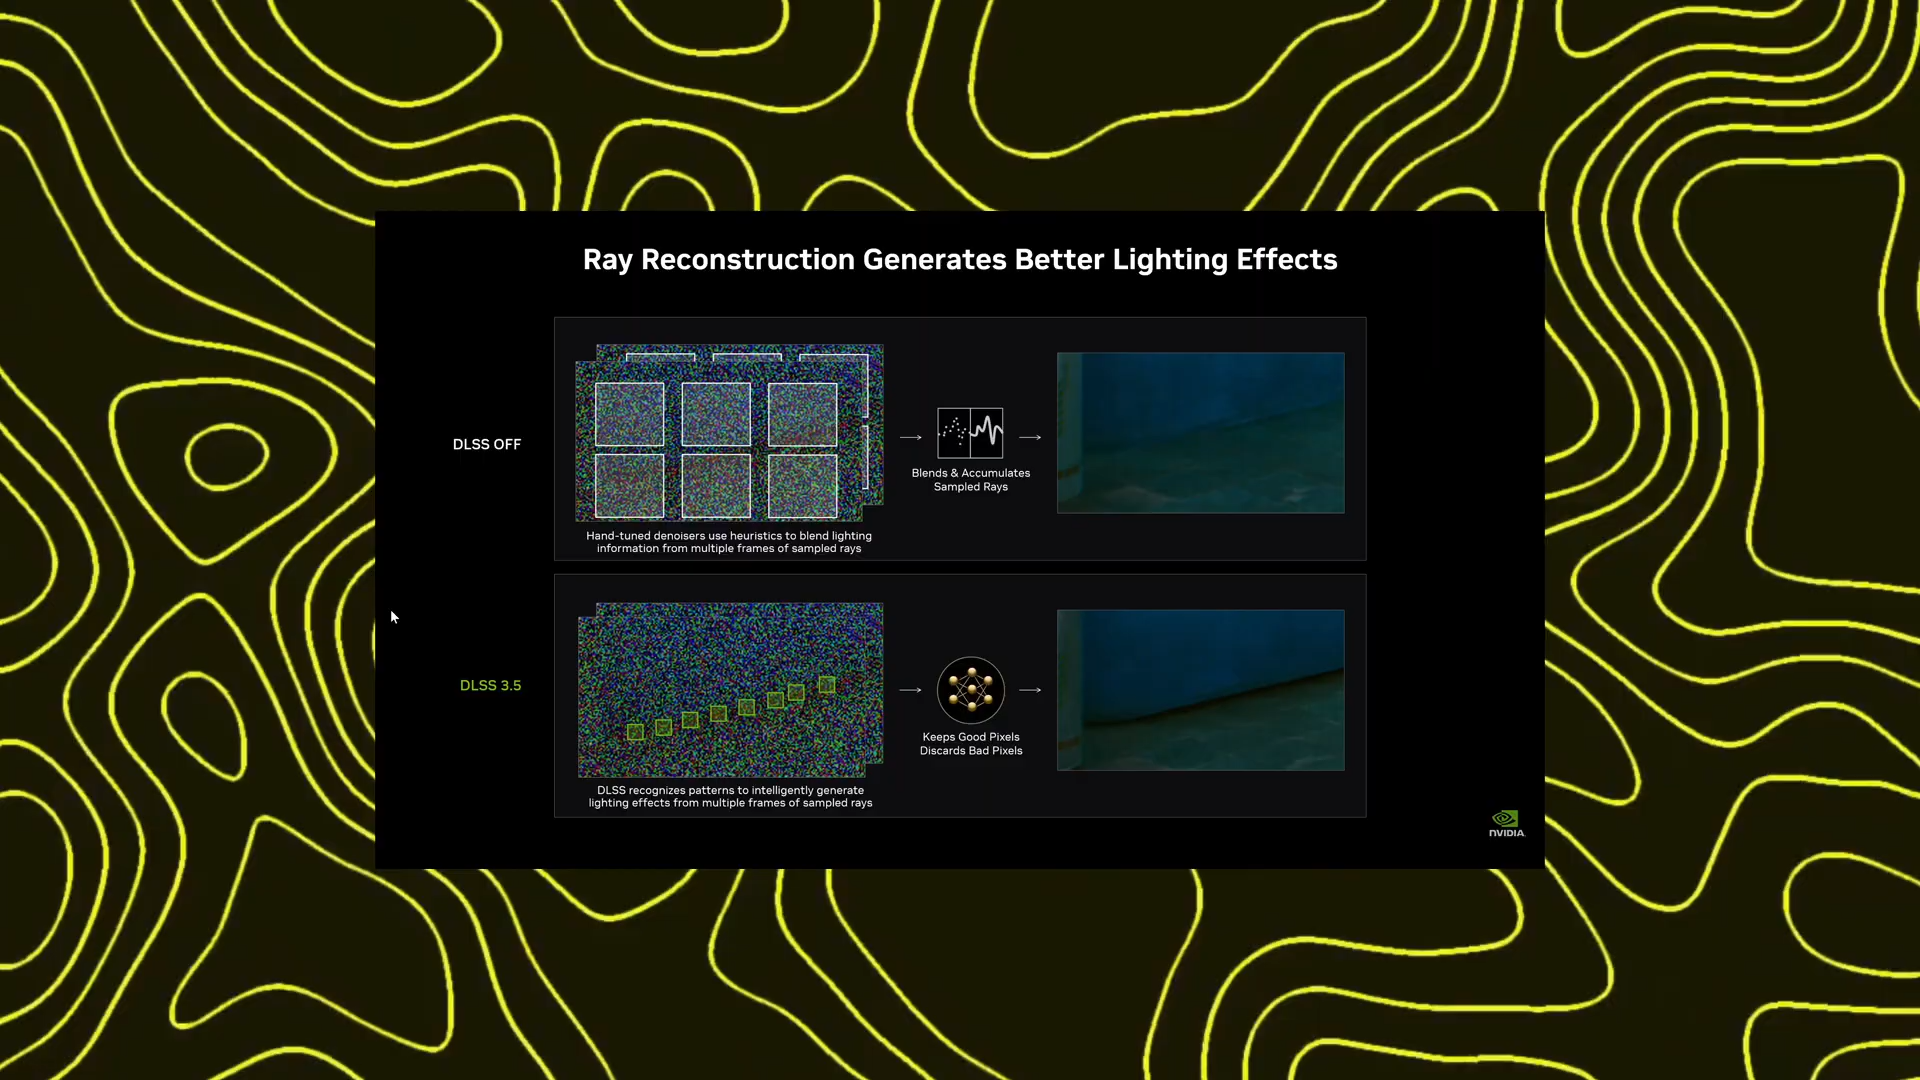 Ray Reconstruction Generates Better Lighting Effects
DLSS OFF
Blends & Accumulates
Sampled Rays
Hand-tuned denoisers use heuristics to blend lighting
information from multiple frames of sampled rays
DLSS 3.5
Keeps Good Pixels
Discards Bad Pixels
DLSS recognizes patterns to intelligently generate
lighting effects from multiple frames of sampled rays
NVIDIA